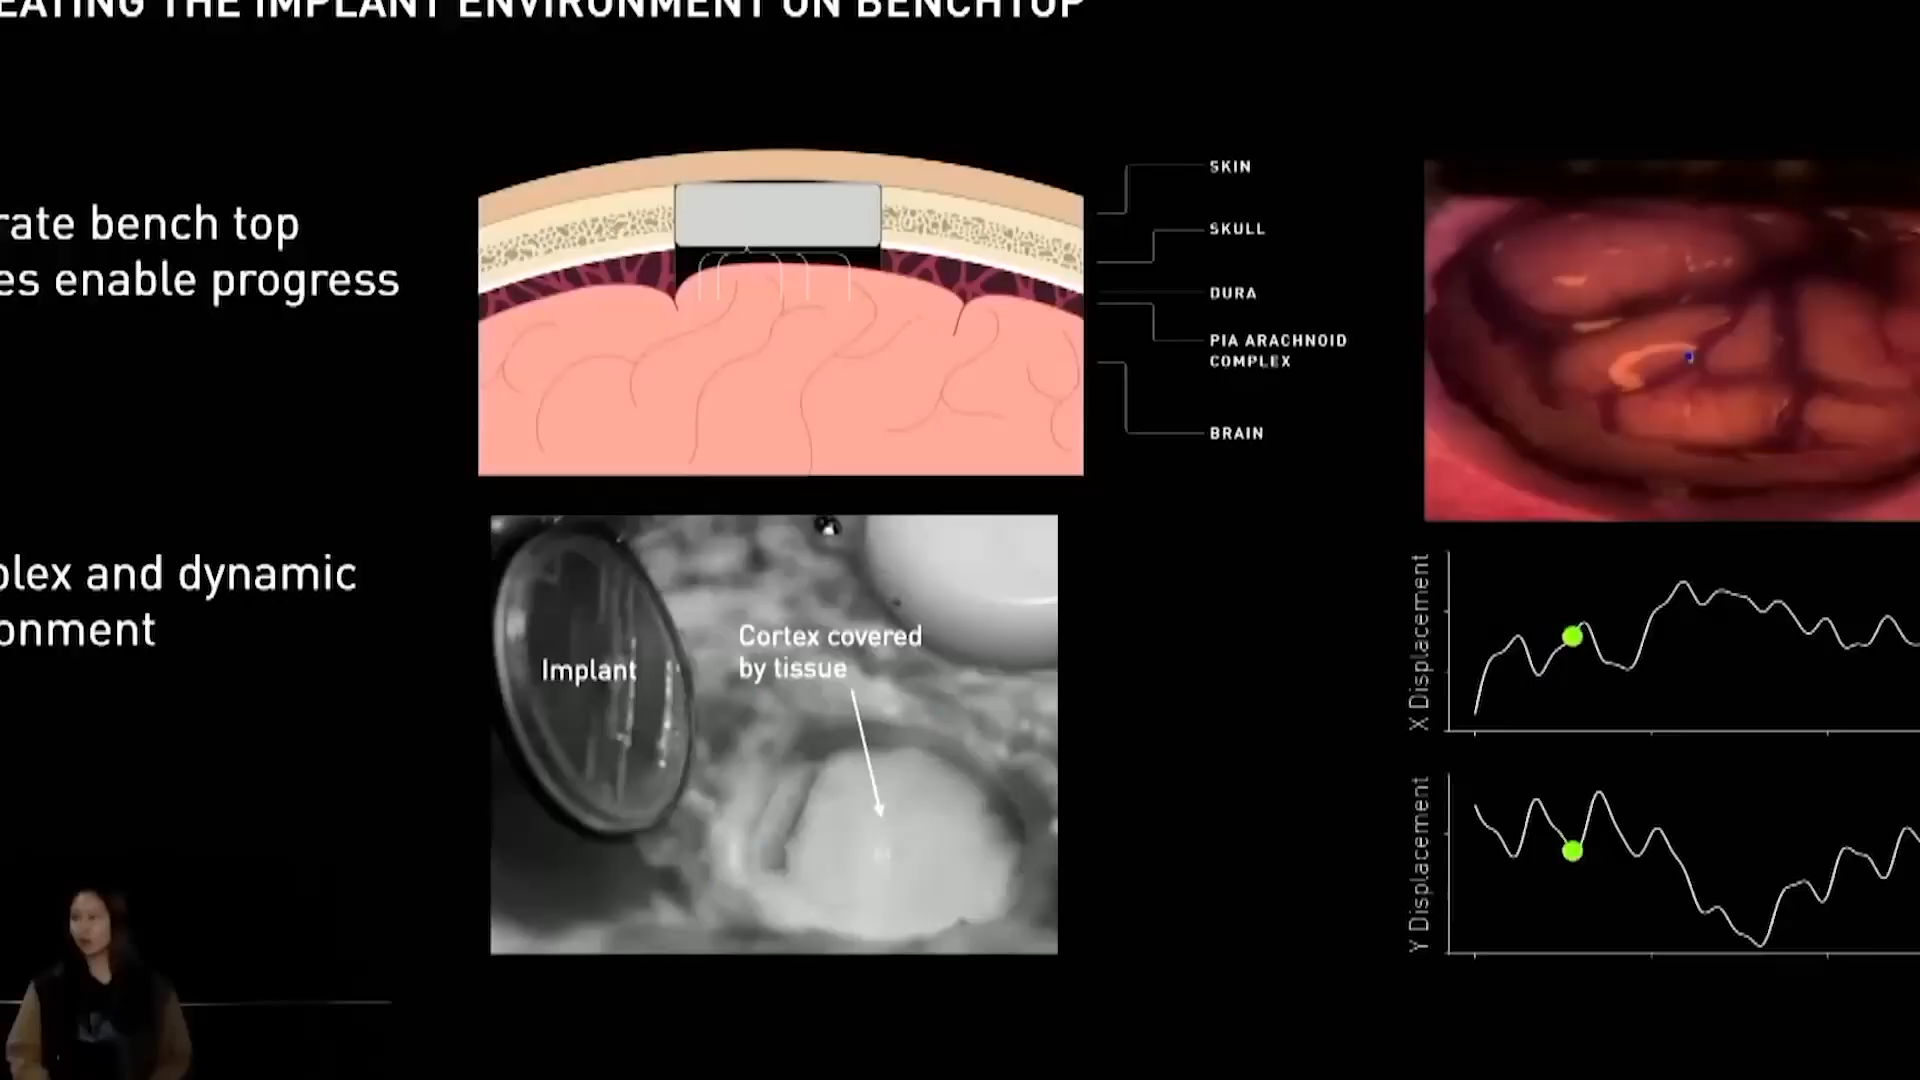 EATING THE IMPLANT ENVIRONMENT ON BENCHTOP
rate bench top
es enable progress
plex and dynamic
onment
SKIN
SKULL
DURA
PIA ARACHNOID
COMPLEX
BRAIN
Implant
Cortex covered
by tissue
X Displacement
Y Displacement